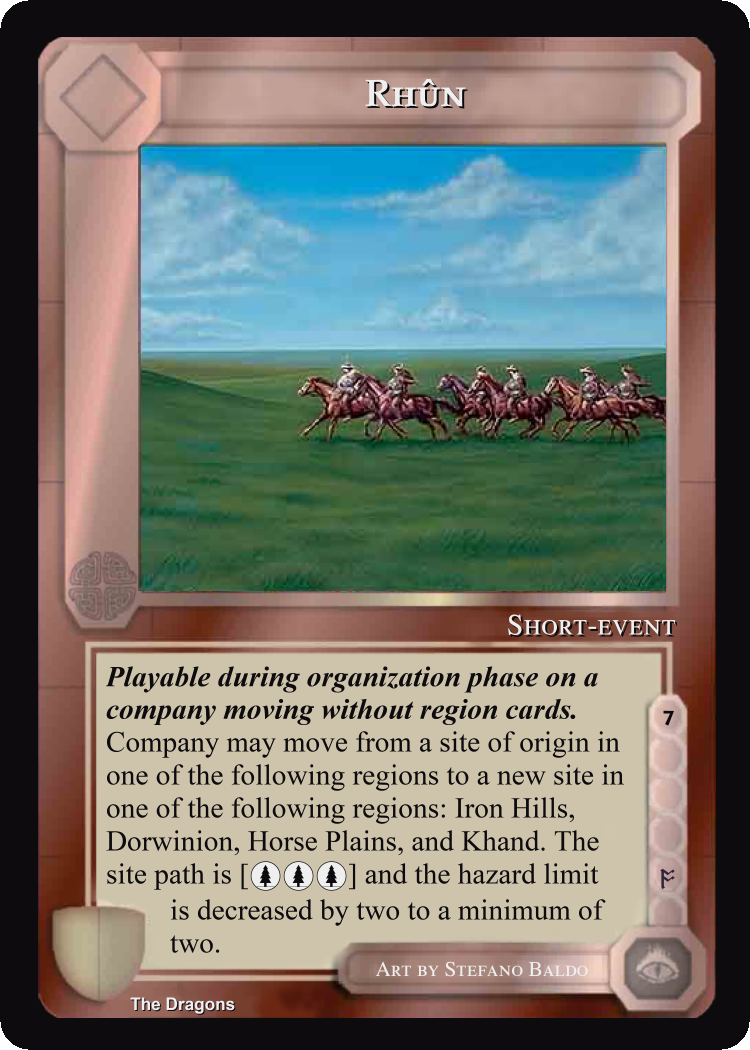 Rhûn
Short-event
Playable during organization phase on a
company moving without region cards.
Company may move from a site of origin in
one of the following regions to a new site in
one of the following regions: Iron Hills,
Dorwinion, Horse Plains, and Khand. The
site path is [ ] and the hazard limit
is decreased by two to a minimum of
two.
7
ᚩ
Art by Stefano Baldo
The Dragons